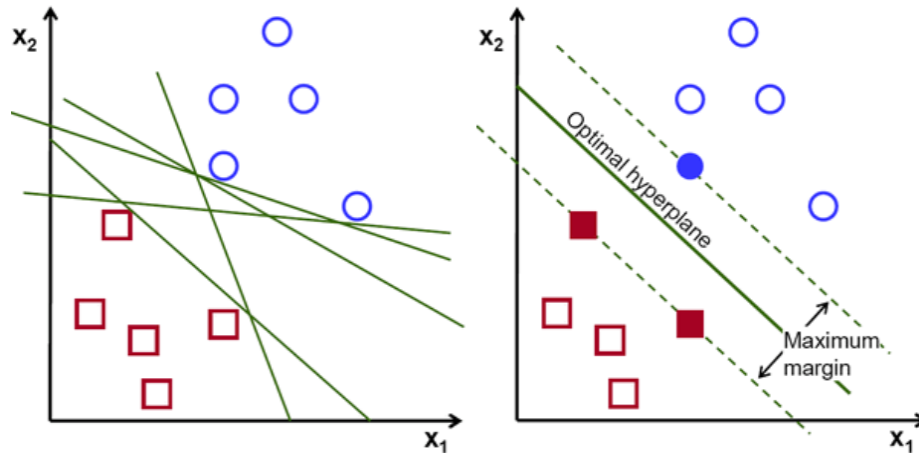 X₂
X₁
X₂
Optimal hyperplane
Maximum
margin
X₁